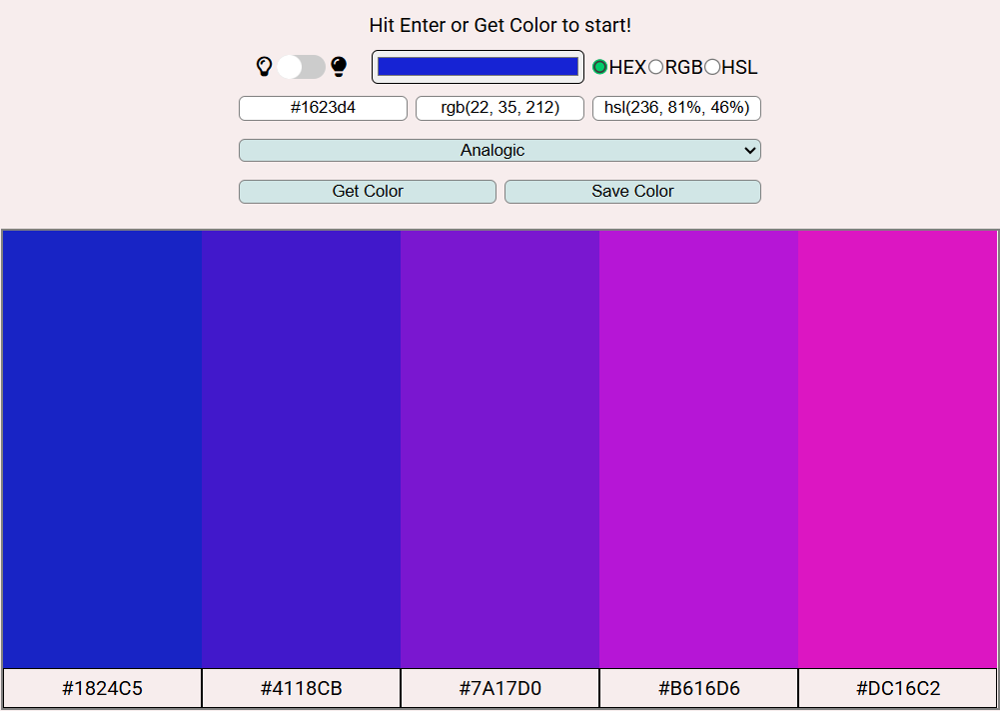 Hit Enter or Get Color to start!
HEX RGB HSL
#1623d4 rgb(22, 35, 212) hsl(236, 81%, 46%)
Analogic
Get Color Save Color
#1824C5 #4118CB #7A17D0 #B616D6 #DC16C2